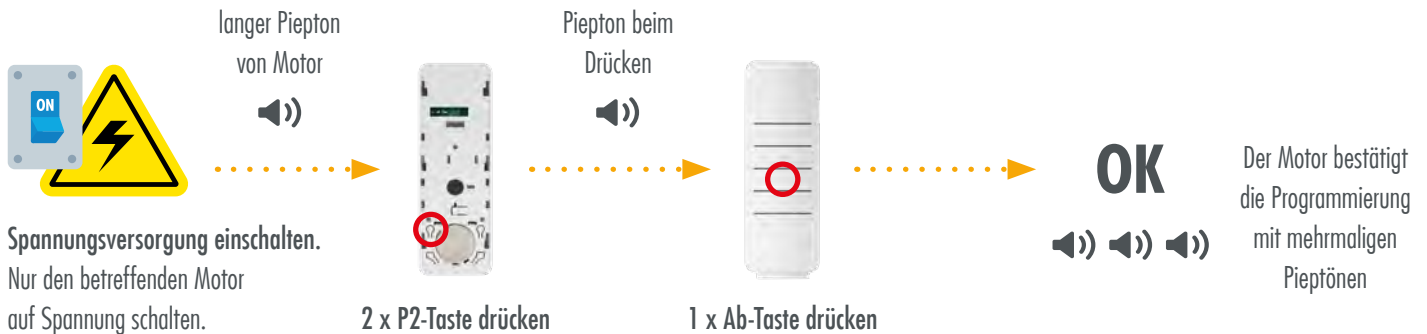 langer Piepton
von Motor
Piepton beim
Drücken
ON
OK
Der Motor bestätigt
die Programmierung
mit mehrmaligen
Pieptönen
Spannungsversorgung einschalten.
Nur den betreffenden Motor
auf Spannung schalten.
2 x P2-Taste drücken
1 x Ab-Taste drücken